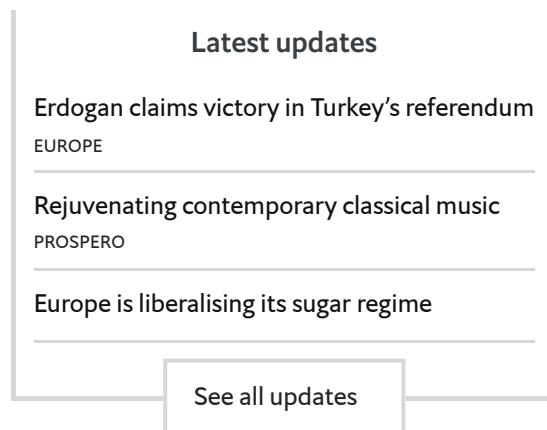 Latest updates
Erdogan claims victory in Turkey’s referendum
EUROPE
Rejuvenating contemporary classical music
PROSPERO
Europe is liberalising its sugar regime
See all updates